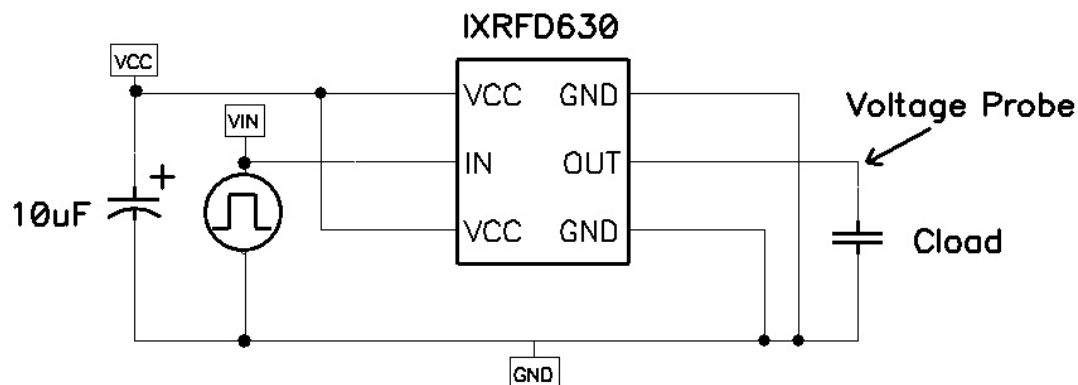 IXRFD630
VCC
VCC GND
Voltage Probe
VIN
IN OUT
+
10uF
VCC GND
Cload
GND